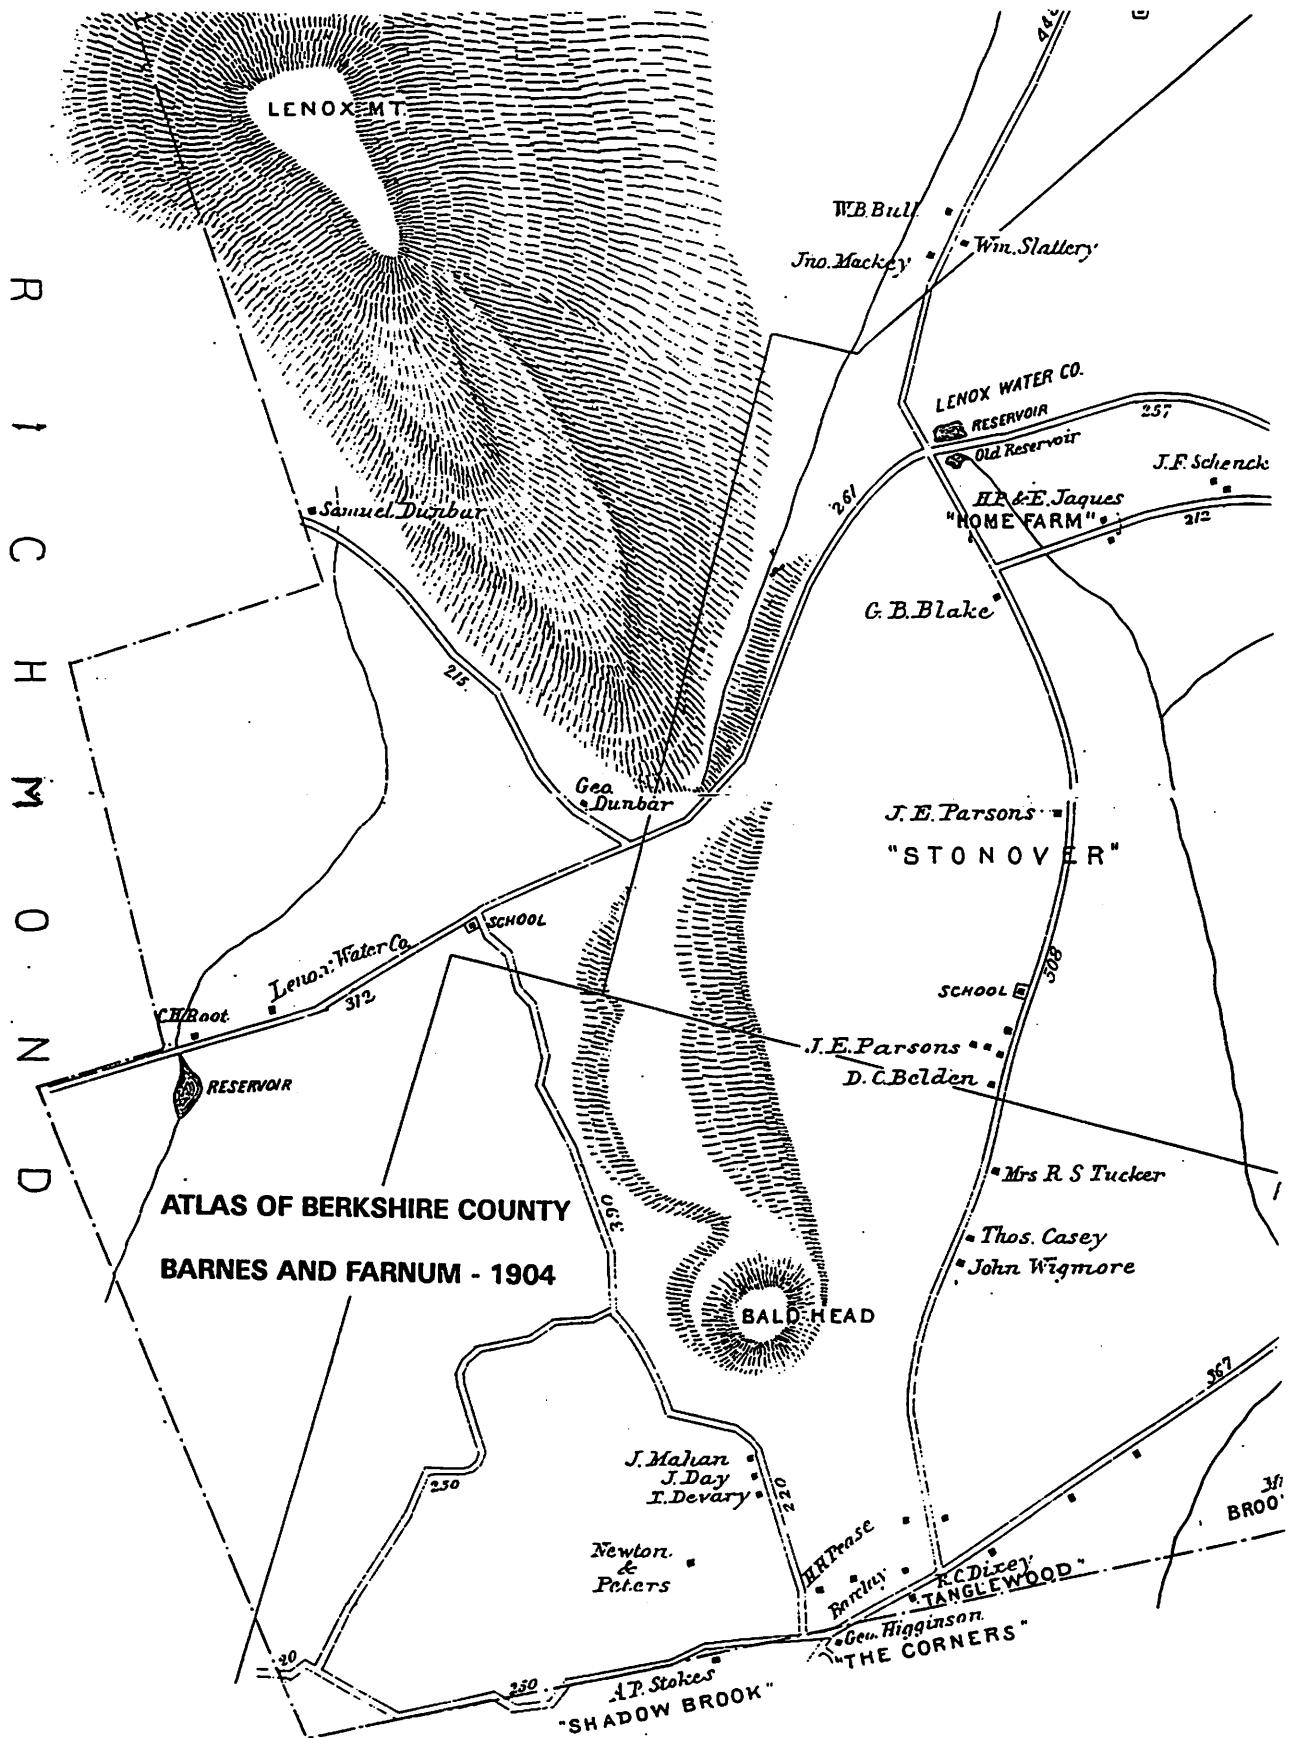 LENOX MT.
W.B. Bull
Wm. Slattery
Jno. Mackey
LENOX WATER CO.
RESERVOIR
257
Old Reservoir
J.F. Schenck
261
H.P. & E. Jaques
"HOME FARM"
212
Samuel Dunbar
G.B. Blake
215
Geo.
Dunbar
J.E. Parsons
"STONOVER"
RICHMOND
SCHOOL
Lenox Water Co.
312
508
SCHOOL
C.H. Root
J.E. Parsons
D.C. Belden
RESERVOIR
Mrs R S Tucker
ATLAS OF BERKSHIRE COUNTY
390
Thos. Casey
John Wigmore
BARNES AND FARNUM - 1904
BALD HEAD
367
J. Mahan
J. Day
I. Devary
220
250
BROO
Newton
&
Peters
H.H. Pease
Barclay
R.C. Dixey
"TANGLEWOOD"
Geo. Higginson
"THE CORNERS"
20
250
A.P. Stokes
"SHADOW BROOK"